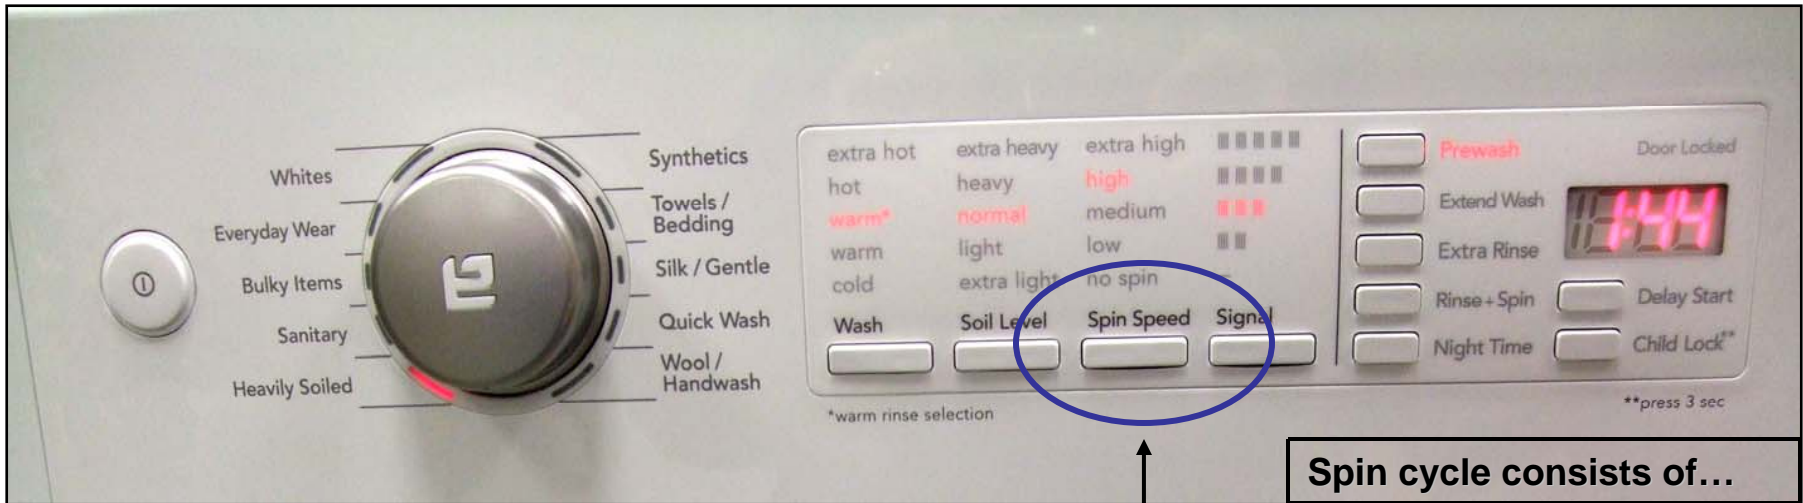 Whites
Everyday Wear
Bulky Items
Sanitary
Heavily Soiled
Synthetics
Towels /
Bedding
Silk / Gentle
Quick Wash
Wool /
Handwash
extra hot
hot
warm*
warm
cold
Wash
extra heavy
heavy
normal
light
extra light
Soil Level
extra high
high
medium
low
no spin
Spin Speed
Signal
*warm rinse selection
Prewash
Extend Wash
Extra Rinse
Rinse + Spin
Night Time
Door Locked
1:44
Delay Start
Child Lock**
**press 3 sec
Spin cycle consists of...